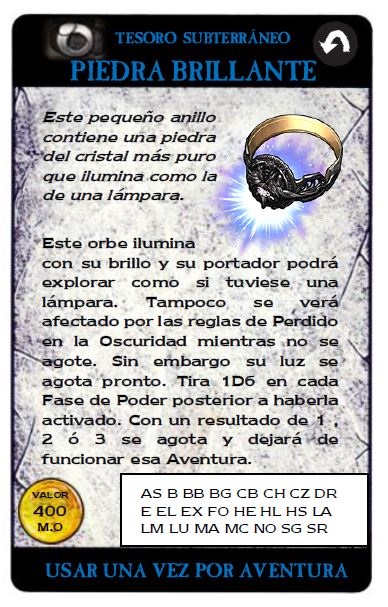 TESORO SUBTERRÁNEO
PIEDRA BRILLANTE
Este pequeño anillo
contiene una piedra
del cristal más puro
que ilumina como la
de una lámpara.
Este orbe ilumina
con su brillo y su portador podrá
explorar como si tuviese una
lámpara. Tampoco se verá
afectado por las reglas de Perdido
en la Oscuridad mientras no se
agote. Sin embargo su luz se
agota pronto. Tira 1D6 en cada
Fase de Poder posterior a haberla
activado. Con un resultado de 1 ,
2 ó 3 se agota y dejará de
funcionar esa Aventura.
VALOR
400
M.O
AS B BB BG CB CH CZ DR
E EL EX FO HE HL HS LA
LM LU MA MC NO SG SR
USAR UNA VEZ POR AVENTURA